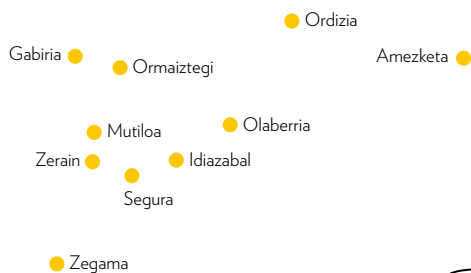 Ordizia
Gabiria
Amezketa
Ormaiztegi
Olaberria
Mutiloa
Zerain
Idiazabal
Segura
Zegama